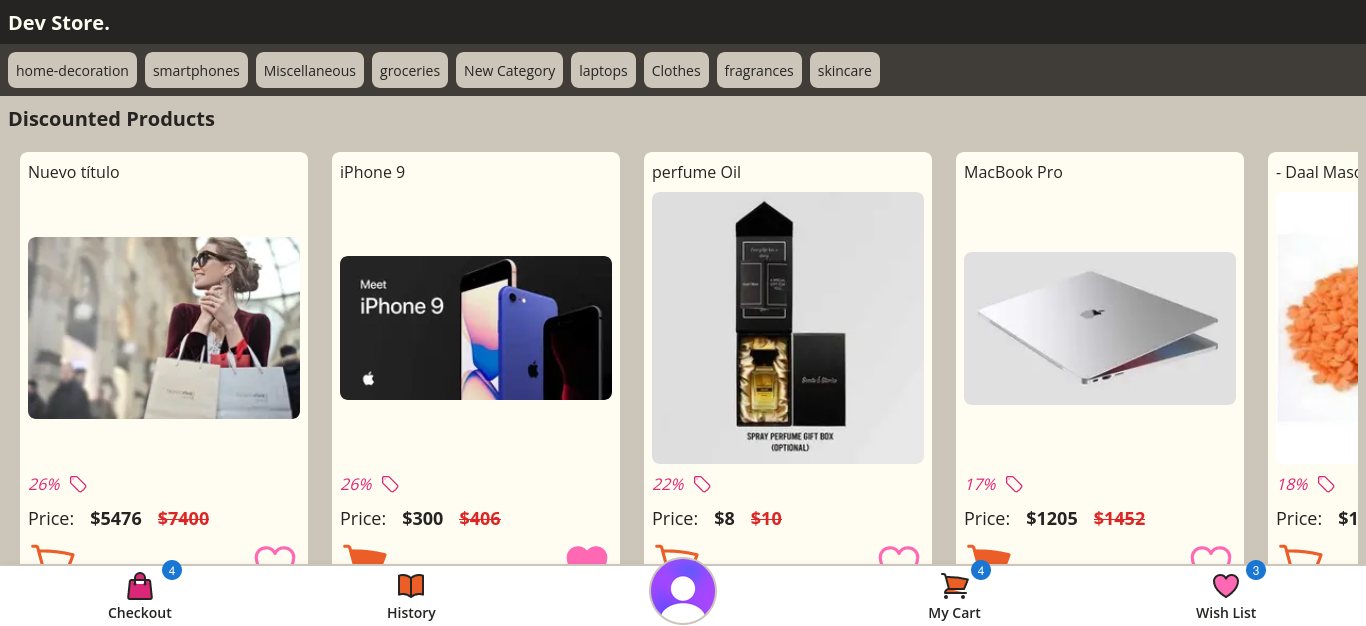 Dev Store.
home-decoration smartphones Miscellaneous groceries New Category laptops Clothes fragrances skincare
Discounted Products
Nuevo título
26%
Price: $5476 $7400
iPhone 9
Meet
iPhone 9
26%
Price: $300 $406
perfume Oil
SPRAY PERFUME GIFT BOX
(OPTIONAL)
22%
Price: $8 $10
MacBook Pro
17%
Price: $1205 $1452
- Daal Maso
18%
Price: $1
4
Checkout
History
4
My Cart
3
Wish List